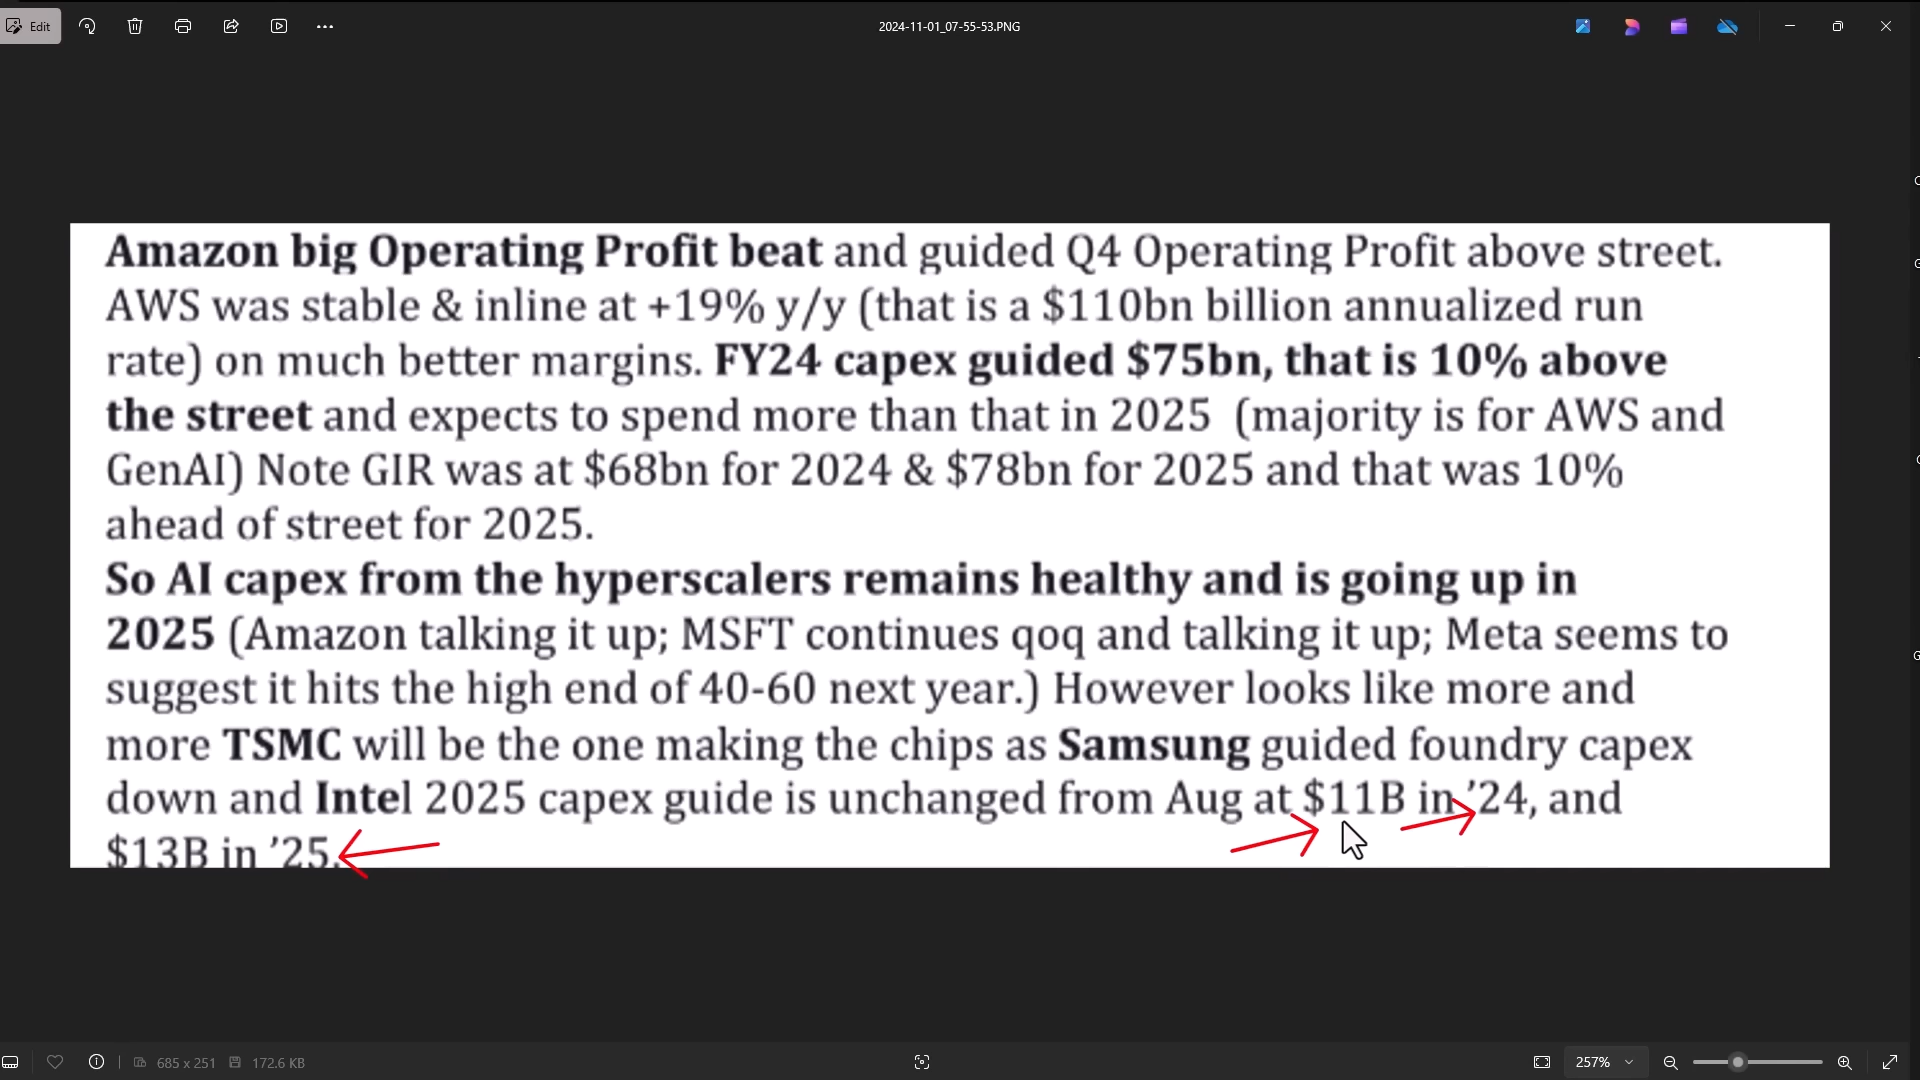 Edit
2024-11-01_07-55-53.PNG
Amazon big Operating Profit beat and guided Q4 Operating Profit above street.
AWS was stable & inline at +19% y/y (that is a $110bn billion annualized run
rate) on much better margins. FY24 capex guided $75bn, that is 10% above
the street and expects to spend more than that in 2025 (majority is for AWS and
GenAI) Note GIR was at $68bn for 2024 & $78bn for 2025 and that was 10%
ahead of street for 2025.
So AI capex from the hyperscalers remains healthy and is going up in
2025 (Amazon talking it up; MSFT continues qoq and talking it up; Meta seems to
suggest it hits the high end of 40-60 next year.) However looks like more and
more TSMC will be the one making the chips as Samsung guided foundry capex
down and Intel 2025 capex guide is unchanged from Aug at $11B in ’24, and
$13B in ’25.
685 x 251 172.6 KB
257%